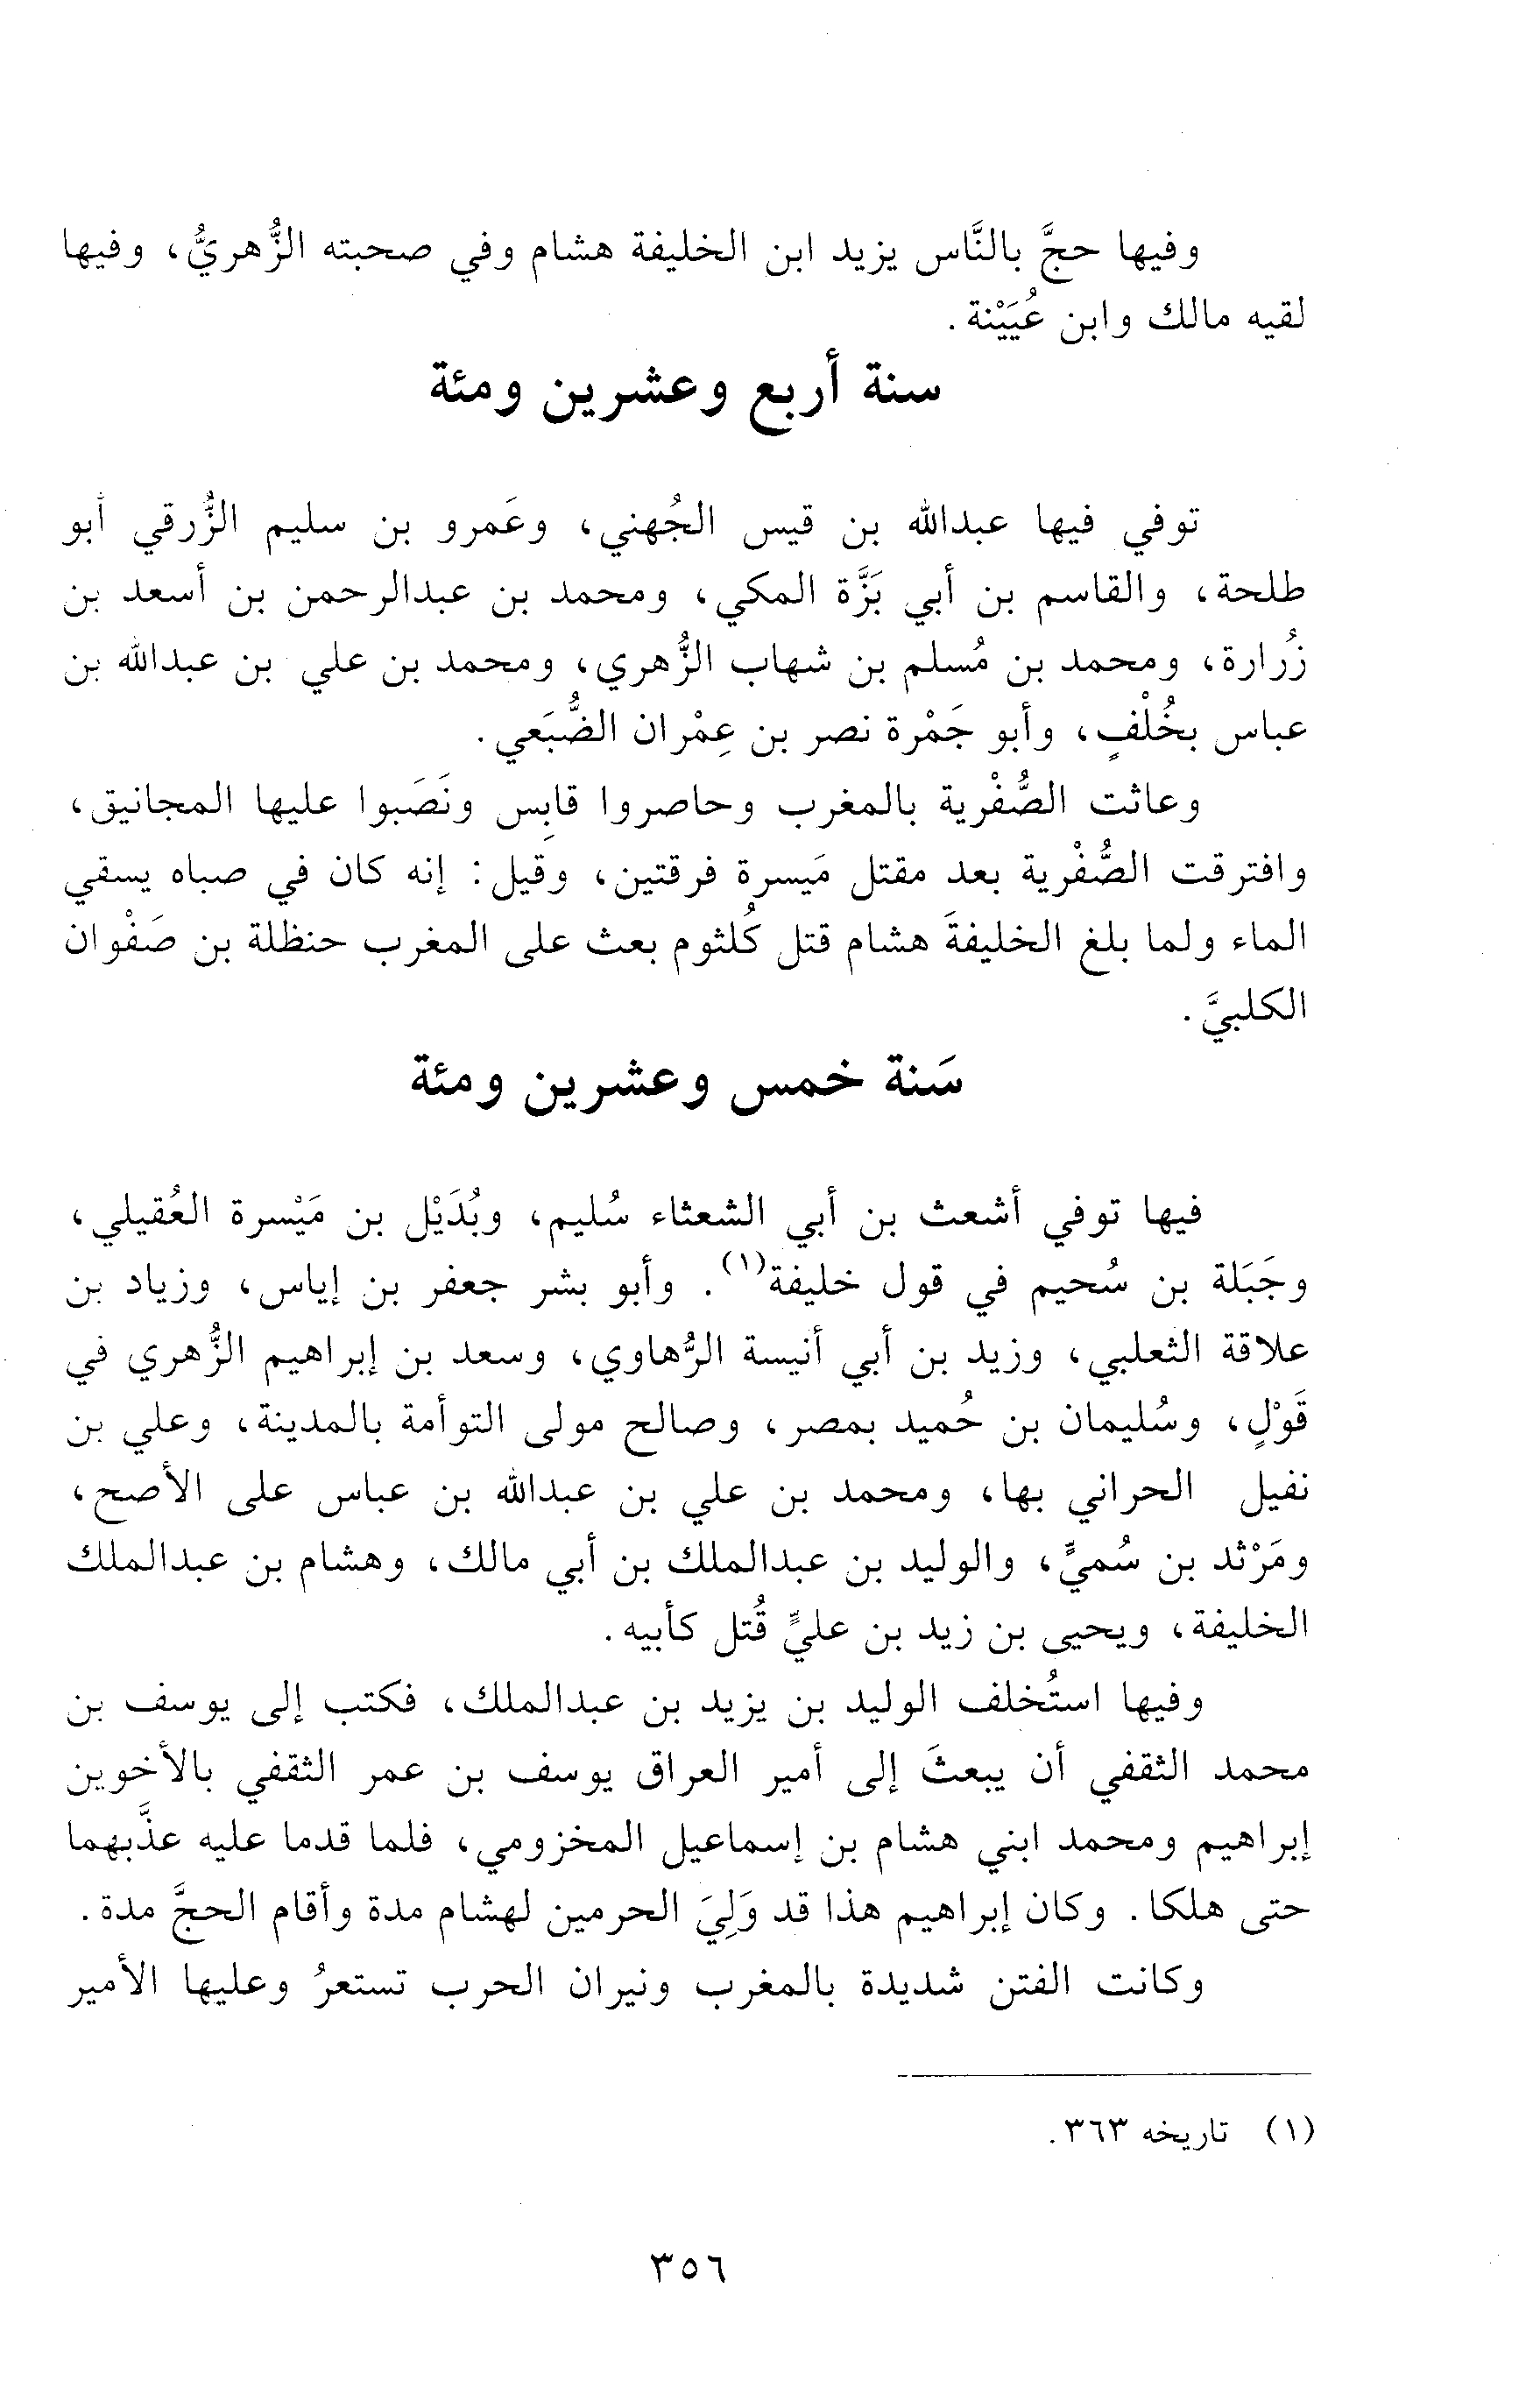 وفيها حجَّ بالنَّاس يزيد ابن الخليفة هشام وفي صحبته الزُّهريُّ، وفيها
لقيه مالك وابن عُيَيْنة.
سنة أربع وعشرين ومئة
توفي فيها عبدالله بن قيس الجُهني، وعَمرو بن سليم الزُّرقي أبو
طلحة، والقاسم بن أبي بَزَّة المكي، ومحمد بن عبدالرحمن بن أسعد بن
زُرارة، ومحمد بن مُسلم بن شهاب الزُّهري، ومحمد بن علي بن عبدالله بن
عباس بخُلْفٍ، وأبو جَمْرة نصر بن عِمْران الضُّبَعي.
وعاثت الصُّفْرية بالمغرب وحاصروا قابِس ونَصَبوا عليها المجانيق،
وافترقت الصُّفْرية بعد مقتل مَيسرة فرقتين، وقيل: إنه كان في صباه يسقي
الماء ولما بلغ الخليفةَ هشام قتل كُلثوم بعث على المغرب حنظلة بن صَفْوان
الكلبيَّ.
سَنة خمس وعشرين ومئة
فيها توفي أشعث بن أبي الشعثاء سُليم، وبُدَيْل بن مَيْسرة العُقيلي،
وجَبَلة بن سُحيم في قول خليفة(١). وأبو بشر جعفر بن إياس، وزياد بن
علاقة الثعلبي، وزيد بن أبي أنيسة الرُّهاوي، وسعد بن إبراهيم الزُّهري في
قَوْلٍ، وسُليمان بن حُميد بمصر، وصالح مولى التوأمة بالمدينة، وعلي بن
نفيل الحراني بها، ومحمد بن علي بن عبدالله بن عباس على الأصح،
ومَرْثد بن سُميٍّ، والوليد بن عبدالملك بن أبي مالك، وهشام بن عبدالملك
الخليفة، ويحيى بن زيد بن عليٍّ قُتل كأبيه.
وفيها استُخلف الوليد بن يزيد بن عبدالملك، فكتب إلى يوسف بن
محمد الثقفي أن يبعثَ إلى أمير العراق يوسف بن عمر الثقفي بالأخوين
إبراهيم ومحمد ابني هشام بن إسماعيل المخزومي، فلما قدما عليه عذَّبهما
حتى هلكا. وكان إبراهيم هذا قد وَلِيَ الحرمين لهشام مدة وأقام الحجَّ مدة.
وكانت الفتن شديدة بالمغرب ونيران الحرب تستعرُ وعليها الأمير
(١) تاريخه ٣٦٣.
٣٥٦